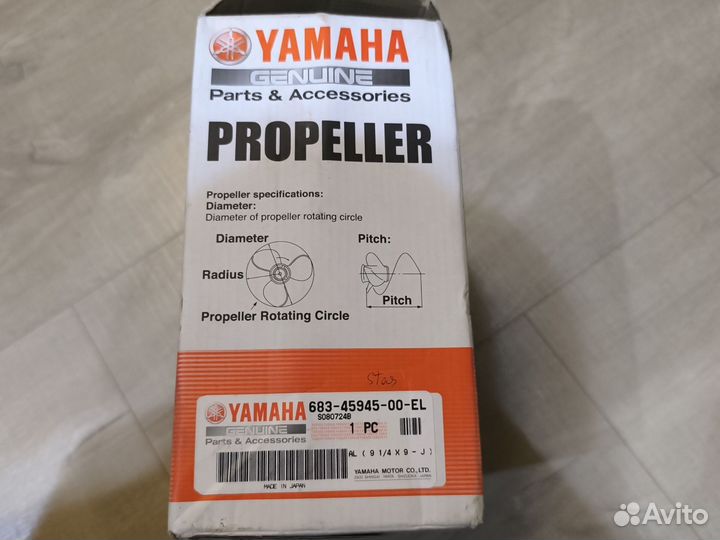 YAMAHA
GENUINE
Parts & Accessories
PROPELLER
Propeller specifications:
Diameter:
Diameter of propeller rotating circle
Diameter
Pitch:
Radius
Pitch
Propeller Rotating Circle
Stas
YAMAHA 683-45945-00-EL
GENUINE S080724B
Parts & Accessories 1 PC
AL ( 9 1/4 X 9 - J )
YAMAHA MOTOR CO., LTD.
MADE IN JAPAN
Avito